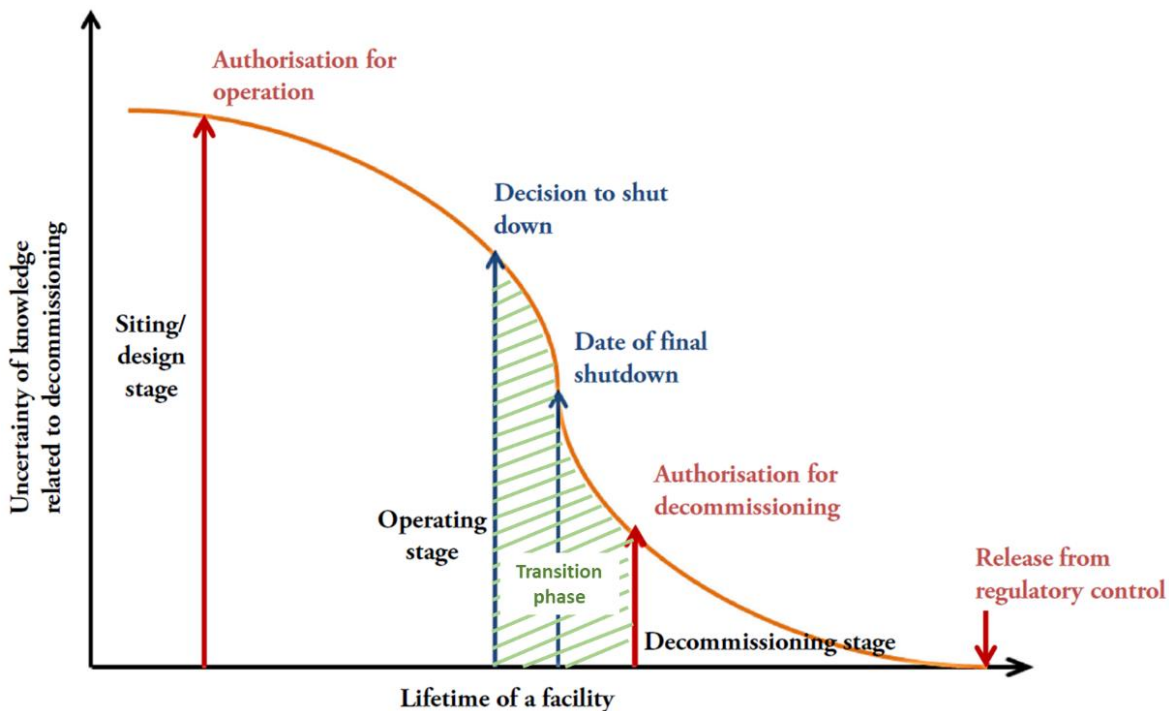 Authorisation for
operation
Decision to shut
down
Uncertainty of knowledge
related to decommissioning
Siting/
design
stage
Date of final
shutdown
Authorisation for
decommissioning
Operating
stage
Transition
phase
Release from
regulatory control
Decommissioning stage
Lifetime of a facility